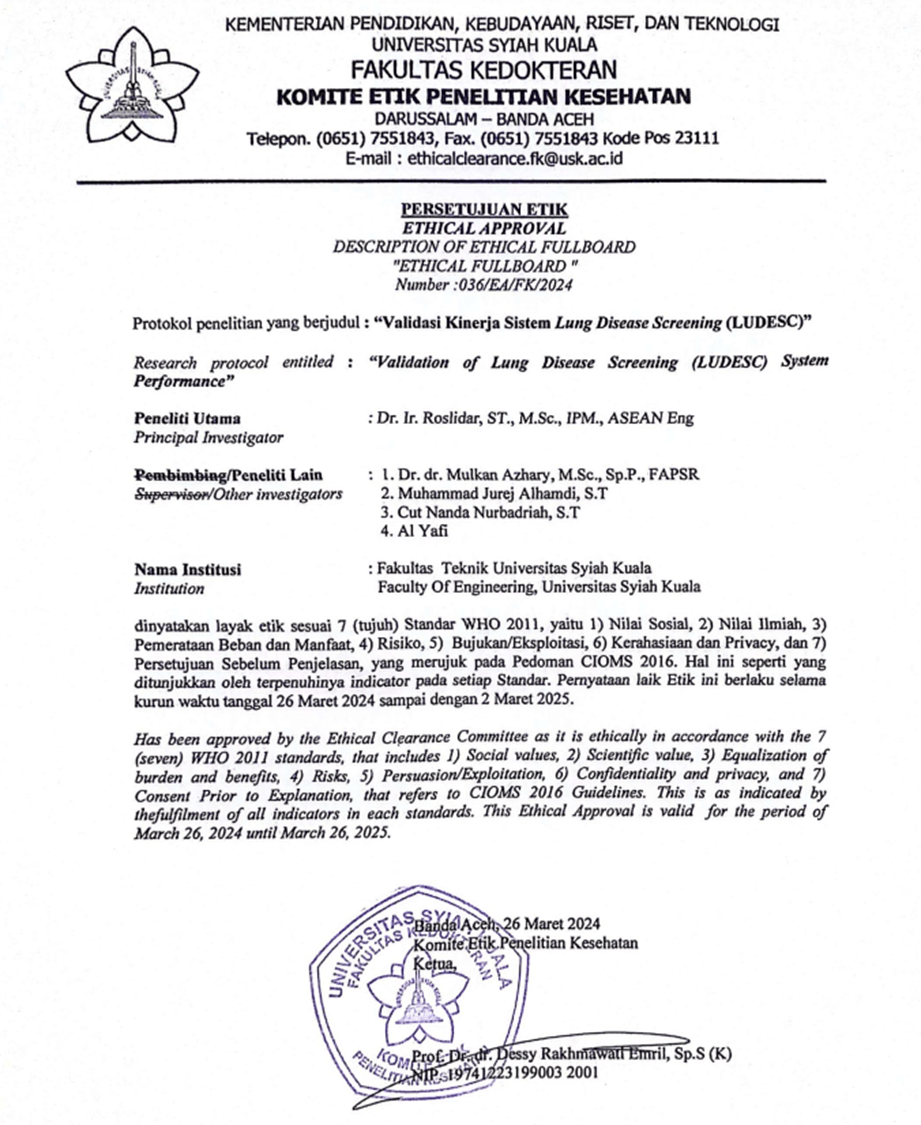 KEMENTERIAN PENDIDIKAN, KEBUDAYAAN, RISET, DAN TEKNOLOGI
UNIVERSITAS SYIAH KUALA
FAKULTAS KEDOKTERAN
KOMITE ETIK PENELITIAN KESEHATAN
DARUSSALAM – BANDA ACEH
Telepon. (0651) 7551843, Fax. (0651) 7551843 Kode Pos 23111
E-mail : ethicalclearance.fk@usk.ac.id
PERSETUJUAN ETIK
ETHICAL APPROVAL
DESCRIPTION OF ETHICAL FULLBOARD
"ETHICAL FULLBOARD "
Number :036/EA/FK/2024
Protokol penelitian yang berjudul : “Validasi Kinerja Sistem Lung Disease Screening (LUDESC)”
Research protocol entitled : “Validation of Lung Disease Screening (LUDESC) System
Performance”
Peneliti Utama : Dr. Ir. Roslidar, ST., M.Sc., IPM., ASEAN Eng
Principal Investigator
Pembimbing/Peneliti Lain : 1. Dr. dr. Mulkan Azhary, M.Sc., Sp.P., FAPSR
Supervisor/Other investigators 2. Muhammad Jurej Alhamdi, S.T
3. Cut Nanda Nurbadriah, S.T
4. Al Yafi
Nama Institusi : Fakultas Teknik Universitas Syiah Kuala
Institution Faculty Of Engineering, Universitas Syiah Kuala
dinyatakan layak etik sesuai 7 (tujuh) Standar WHO 2011, yaitu 1) Nilai Sosial, 2) Nilai Ilmiah, 3)
Pemerataan Beban dan Manfaat, 4) Risiko, 5) Bujukan/Eksploitasi, 6) Kerahasiaan dan Privacy, dan 7)
Persetujuan Sebelum Penjelasan, yang merujuk pada Pedoman CIOMS 2016. Hal ini seperti yang
ditunjukkan oleh terpenuhinya indicator pada setiap Standar. Pernyataan laik Etik ini berlaku selama
kurun waktu tanggal 26 Maret 2024 sampai dengan 2 Maret 2025.
Has been approved by the Ethical Clearance Committee as it is ethically in accordance with the 7
(seven) WHO 2011 standards, that includes 1) Social values, 2) Scientific value, 3) Equalization of
burden and benefits, 4) Risks, 5) Persuasion/Exploitation, 6) Confidentiality and privacy, and 7)
Consent Prior to Explanation, that refers to CIOMS 2016 Guidelines. This is as indicated by
thefulfilment of all indicators in each standards. This Ethical Approval is valid for the period of
March 26, 2024 until March 26, 2025.
Banda Aceh, 26 Maret 2024
Komite Etik Penelitian Kesehatan
Ketua,
UNIVERSITAS SYIAH KUALA
FAKULTAS KEDOKTERAN
KOMITE ETIK
PENELITIAN KESEHATAN
Prof. Dr. dr. Dessy Rakhmawati Emril, Sp.S (K)
NIP. 19741223199003 2001